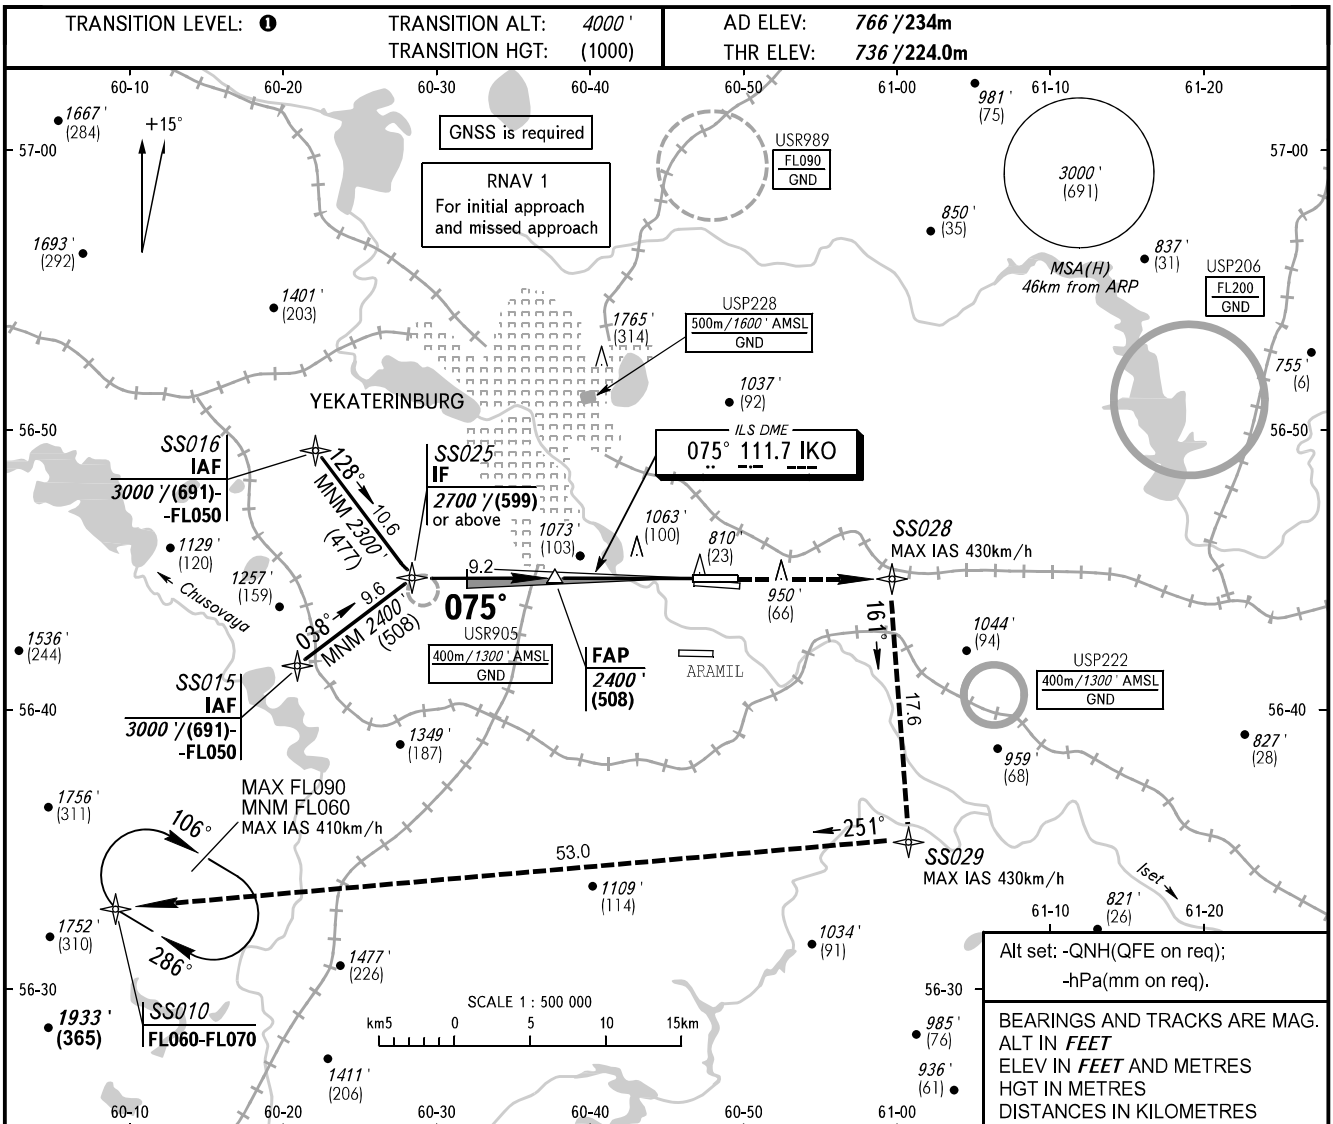 TRANSITION LEVEL: ❶
TRANSITION ALT: 4000 '
TRANSITION HGT: (1000)
AD ELEV: 766 '/234m
THR ELEV: 736 '/224.0m
60-10 60-20 60-30 60-40 60-50 61-00 61-10 61-20
1667 '
(284)
+15°
GNSS is required
USR989
FL090
GND
981 '
(75)
57-00
57-00
RNAV 1
For initial approach
and missed approach
3000 '
(691)
MSA(H)
46km from ARP
850 '
(35)
837 '
(31)
1693 '
(292)
USP206
FL200
GND
1401 '
(203)
1765 '
(314)
USP228
500m/1600 ' AMSL
GND
755 '
(6)
1037 '
(92)
YEKATERINBURG
56-50
56-50
ILS DME
075° 111.7 IKO
SS016
IAF
3000 '/(691)-
-FL050
128°
10.6
MNM 2300 '
(477)
SS025
IF
2700 '/(599)
or above
1129 '
(120)
1073 '
(103)
1063 '
(100)
810 '
(23)
SS028
MAX IAS 430km/h
9.2
075°
950 '
(66)
Chusovaya
1257 '
(159)
038°
9.6
MNM 2400 '
(508)
USR905
400m/1300 ' AMSL
GND
FAP
2400 '
(508)
ARAMIL
161°
17.6
1044 '
(94)
USP222
400m/1300 ' AMSL
GND
1536 '
(244)
SS015
IAF
3000 '/(691)-
-FL050
56-40
56-40
1349 '
(187)
959 '
(68)
827 '
(28)
1756 '
(311)
MAX FL090
MNM FL060
MAX IAS 410km/h
106°
251°
53.0
SS029
MAX IAS 430km/h
Iset
1109 '
(114)
821 '
(26)
61-10 61-20
1752 '
(310)
286°
1477 '
(226)
1034 '
(91)
56-30
56-30
SS010
FL060-FL070
1933 '
(365)
SCALE 1 : 500 000
km5 0 5 10 15km
985 '
(76)
1411 '
(206)
936 '
(61)
60-10 60-20 60-30 60-40 60-50 61-00
Alt set: -QNH(QFE on req);
-hPa(mm on req).
BEARINGS AND TRACKS ARE MAG.
ALT IN FEET
ELEV IN FEET AND METRES
HGT IN METRES
DISTANCES IN KILOMETRES